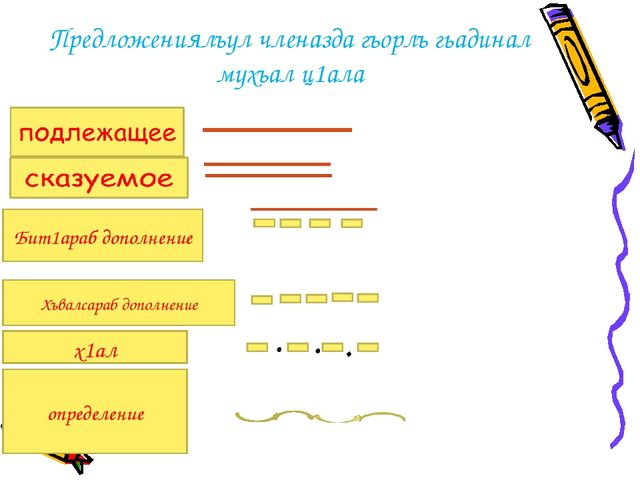 Предложениялъул членазда гъорлъ гьадинал
мухъал ц1ала
подлежащее
сказуемое
Бит1араб дополнение
Хъвалсараб дополнение
х1ал
определение